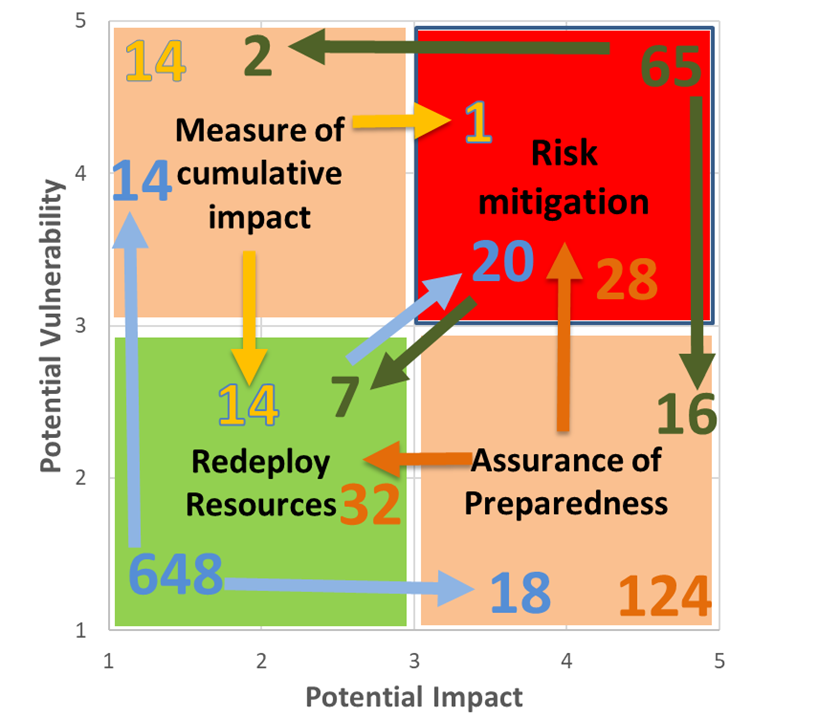 5
14
2
65
Measure of
cumulative
impact
1
Risk
mitigation
4
14
20
28
3
14
7
16
Redeploy
Resources
32
Assurance of
Preparedness
2
648
18
124
1
1
2
3
4
5
Potential Vulnerability
Potential Impact